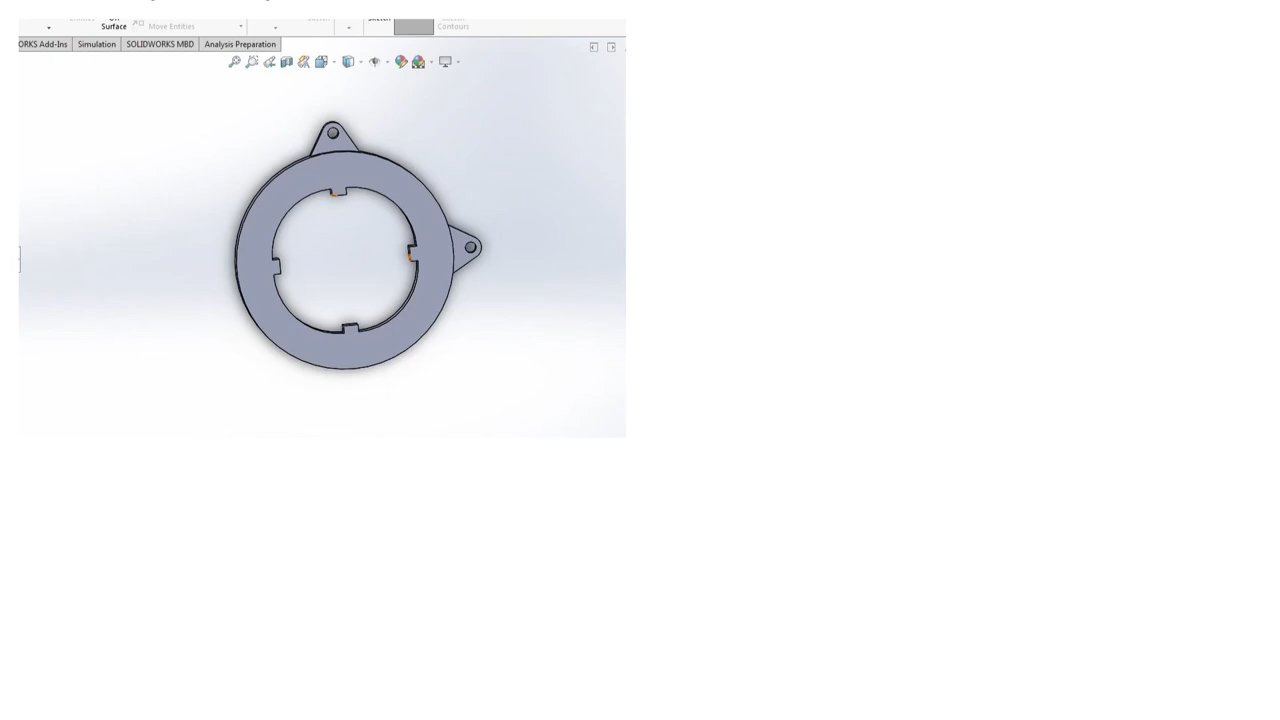 Surface
Move Entities
Contours
ORKS Add-Ins Simulation SOLIDWORKS MBD Analysis Preparation